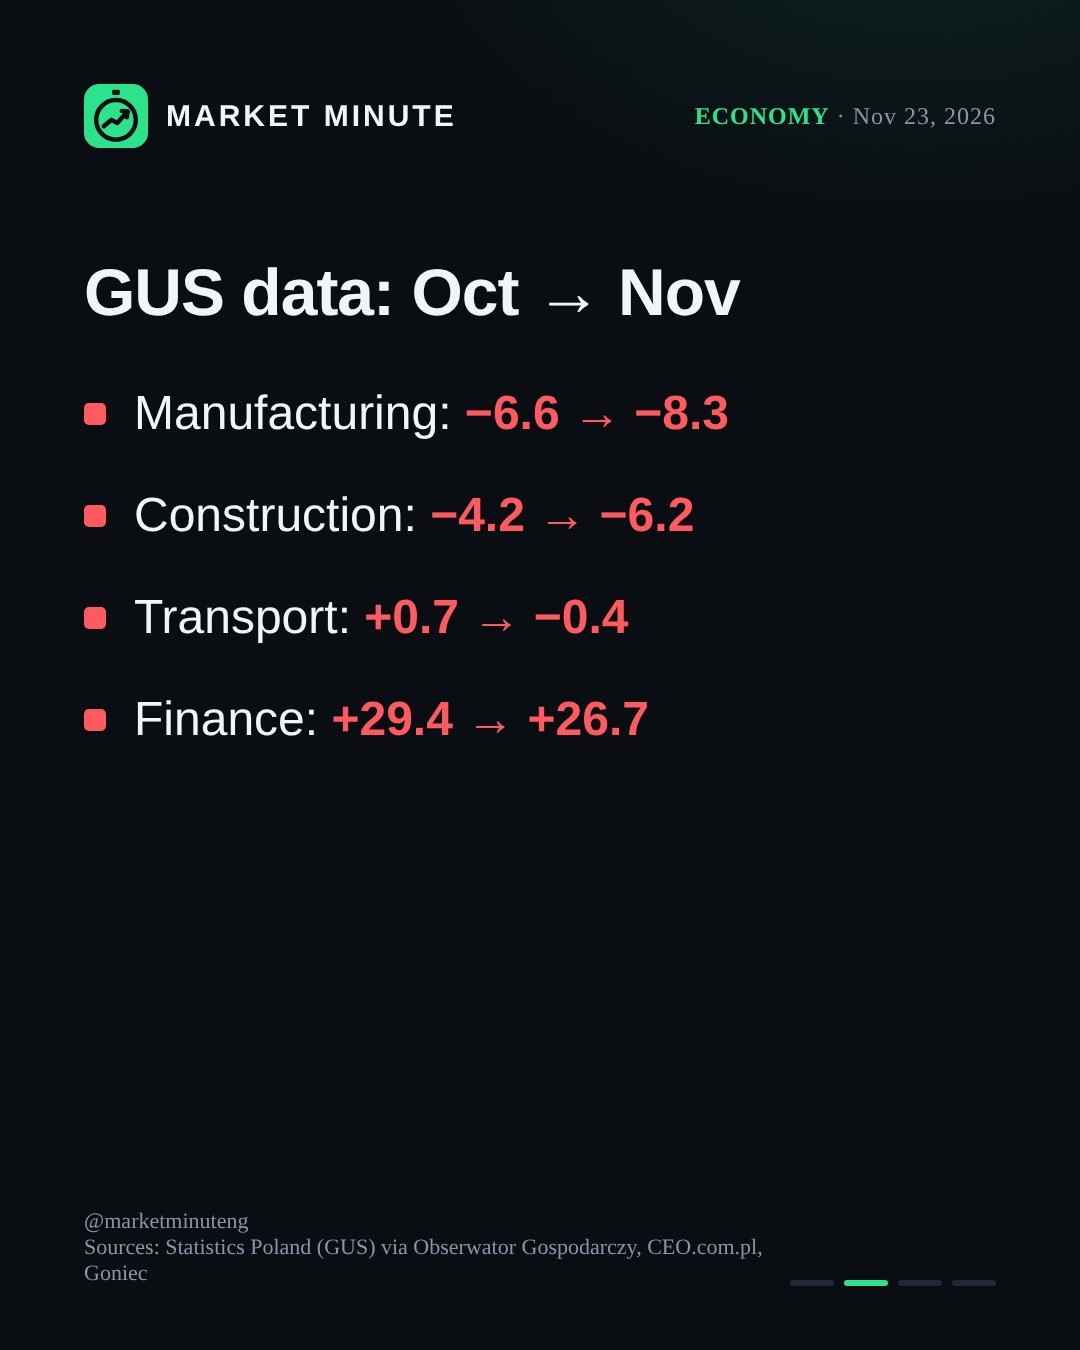 MARKET MINUTE
ECONOMY · Nov 23, 2026
GUS data: Oct → Nov
Manufacturing: −6.6 → −8.3
Construction: −4.2 → −6.2
Transport: +0.7 → −0.4
Finance: +29.4 → +26.7
@marketminuteng
Sources: Statistics Poland (GUS) via Obserwator Gospodarczy, CEO.com.pl,
Goniec